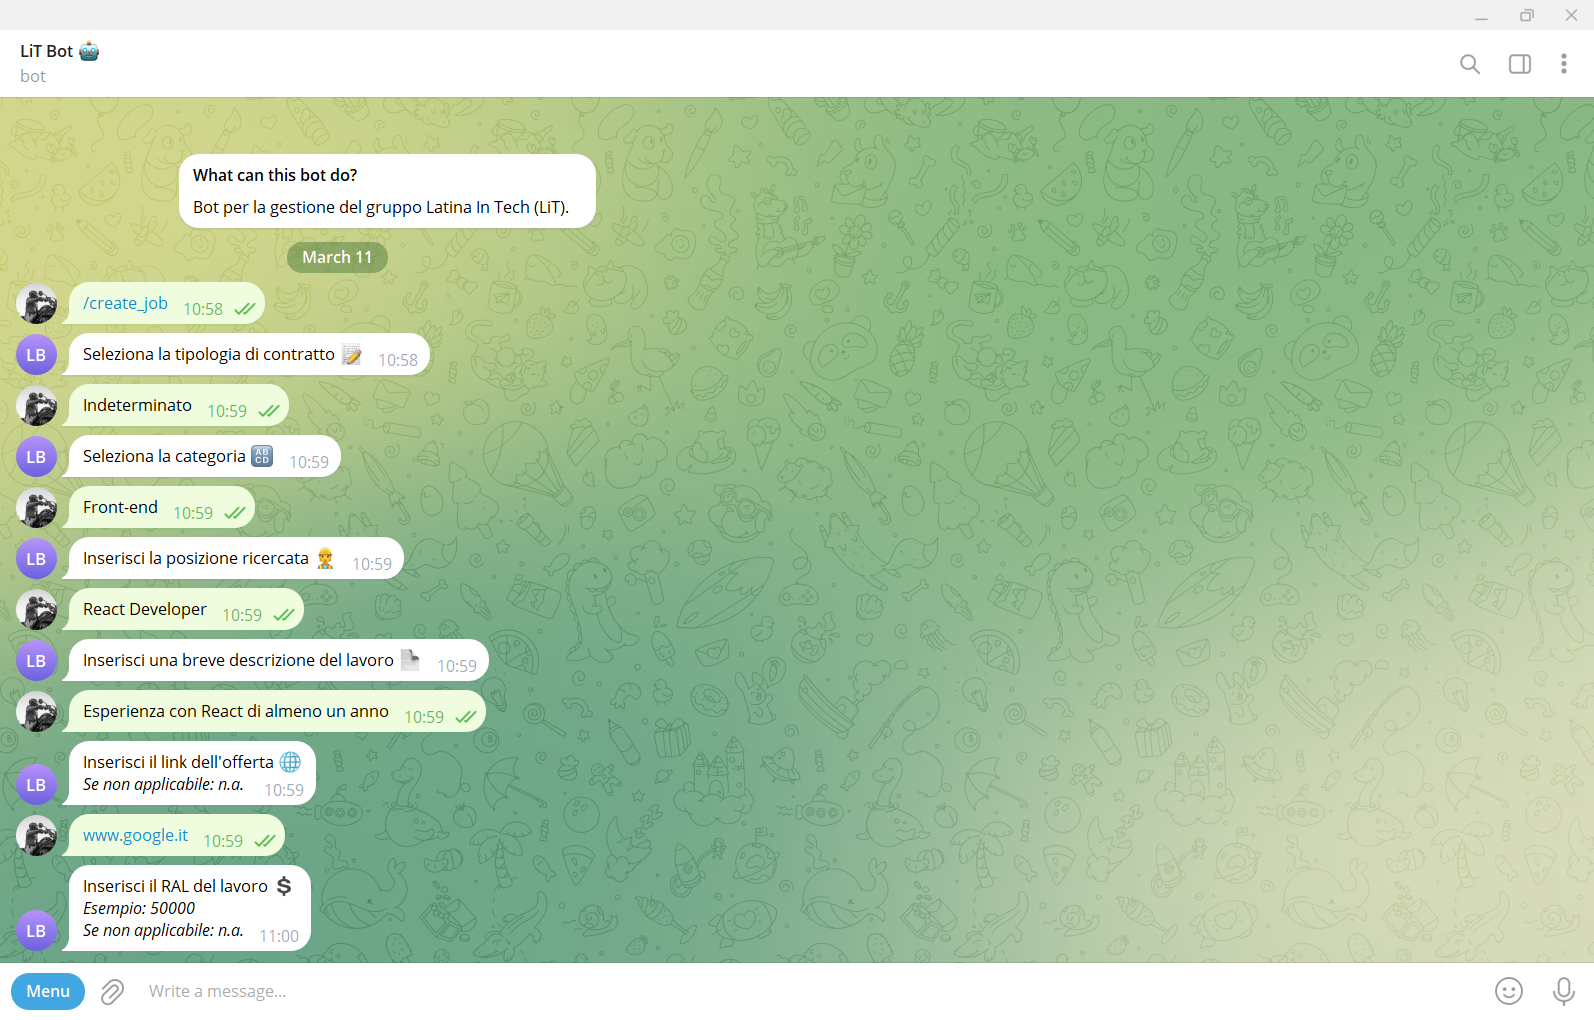 LiT Bot 🤖
bot
What can this bot do?
Bot per la gestione del gruppo Latina In Tech (LiT).
March 11
/create_job 10:58
LB
Seleziona la tipologia di contratto 📝 10:58
Indeterminato 10:59
LB
Seleziona la categoria 🔠 10:59
Front-end 10:59
LB
Inserisci la posizione ricercata 👷‍♂️ 10:59
React Developer 10:59
LB
Inserisci una breve descrizione del lavoro 📄 10:59
Esperienza con React di almeno un anno 10:59
Inserisci il link dell'offerta 🌐
LB
Se non applicabile: n.a. 10:59
www.google.it 10:59
Inserisci il RAL del lavoro 💲
Esempio: 50000
LB
Se non applicabile: n.a. 11:00
Menu
Write a message...